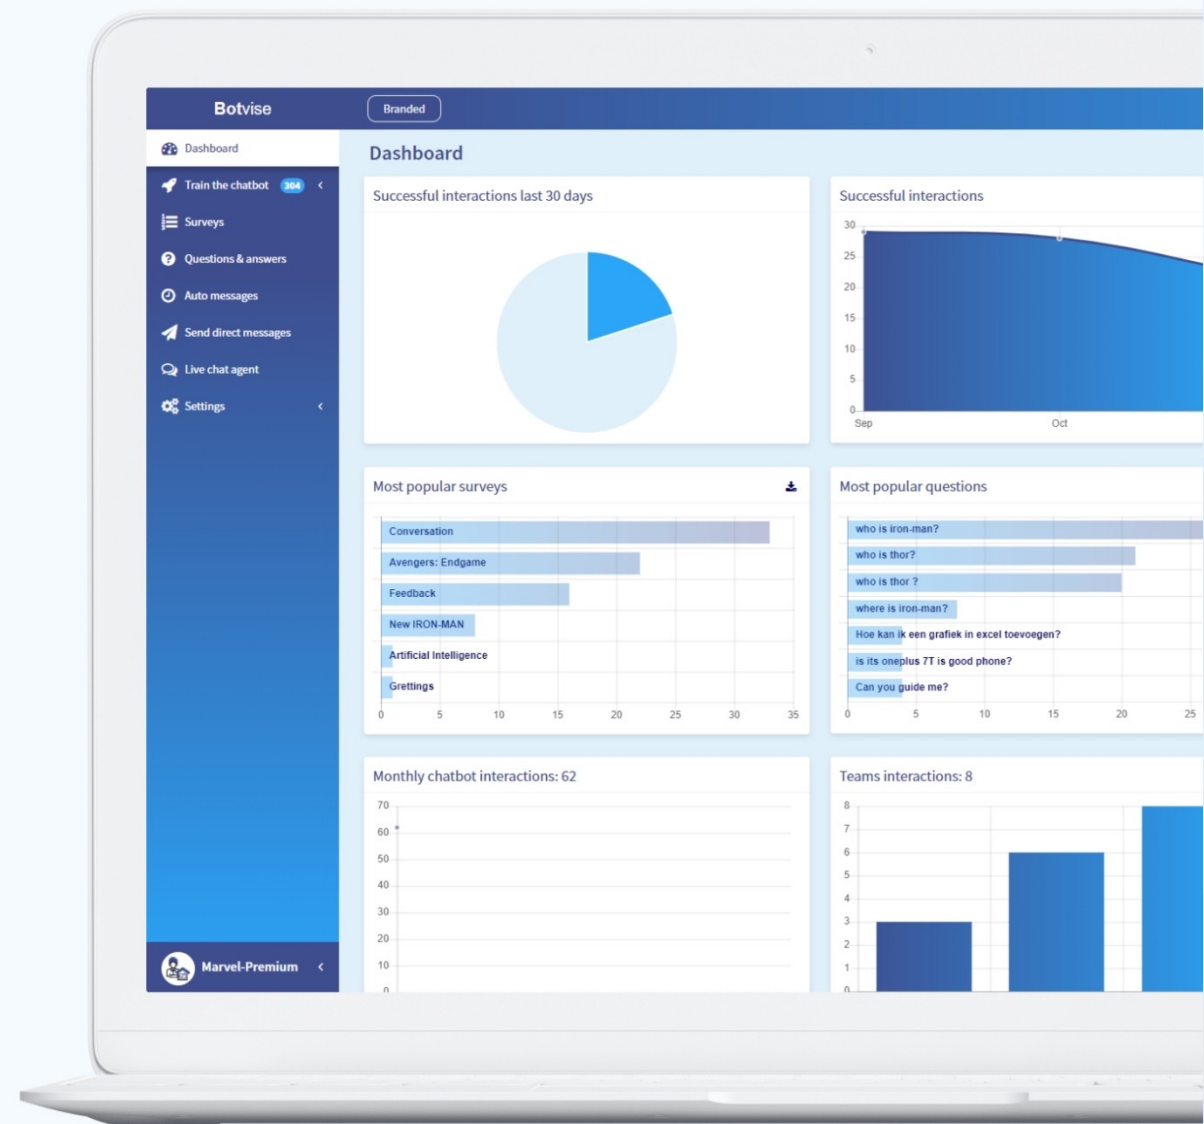 Botvise
Branded
Dashboard
Train the chatbot 304
Surveys
Questions & answers
Auto messages
Send direct messages
Live chat agent
Settings
Marvel-Premium
Dashboard
Successful interactions last 30 days
Successful interactions
30
25
20
15
10
5
0
Sep Oct
Most popular surveys
Conversation
Avengers: Endgame
Feedback
New IRON-MAN
Artificial Intelligence
Grettings
0 5 10 15 20 25 30 35
Most popular questions
who is iron-man?
who is thor?
who is thor ?
where is iron-man?
Hoe kan ik een grafiek in excel toevoegen?
is its oneplus 7T is good phone?
Can you guide me?
0 5 10 15 20 25
Monthly chatbot interactions: 62
70
60
50
40
30
20
10
0
Teams interactions: 8
8
7
6
5
4
3
2
1
0